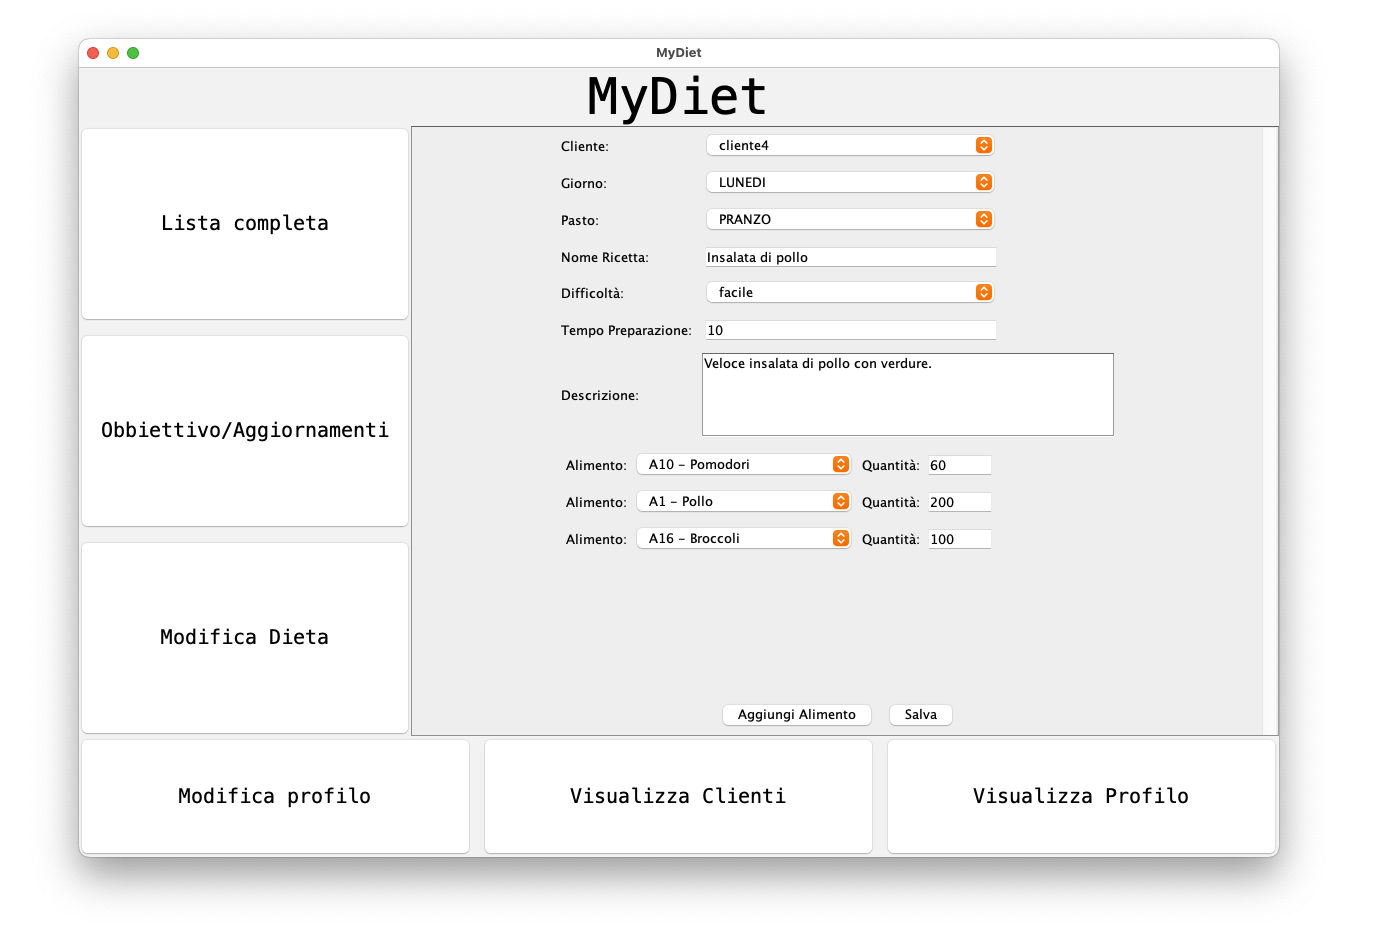 MyDiet
MyDiet
Lista completa
Obbiettivo/Aggiornamenti
Modifica Dieta
Cliente: cliente4
Giorno: LUNEDI
Pasto: PRANZO
Nome Ricetta: Insalata di pollo
Difficoltà: facile
Tempo Preparazione: 10
Descrizione: Veloce insalata di pollo con verdure.
Alimento: A10 – Pomodori Quantità: 60
Alimento: A1 – Pollo Quantità: 200
Alimento: A16 – Broccoli Quantità: 100
Aggiungi Alimento Salva
Modifica profilo Visualizza Clienti Visualizza Profilo